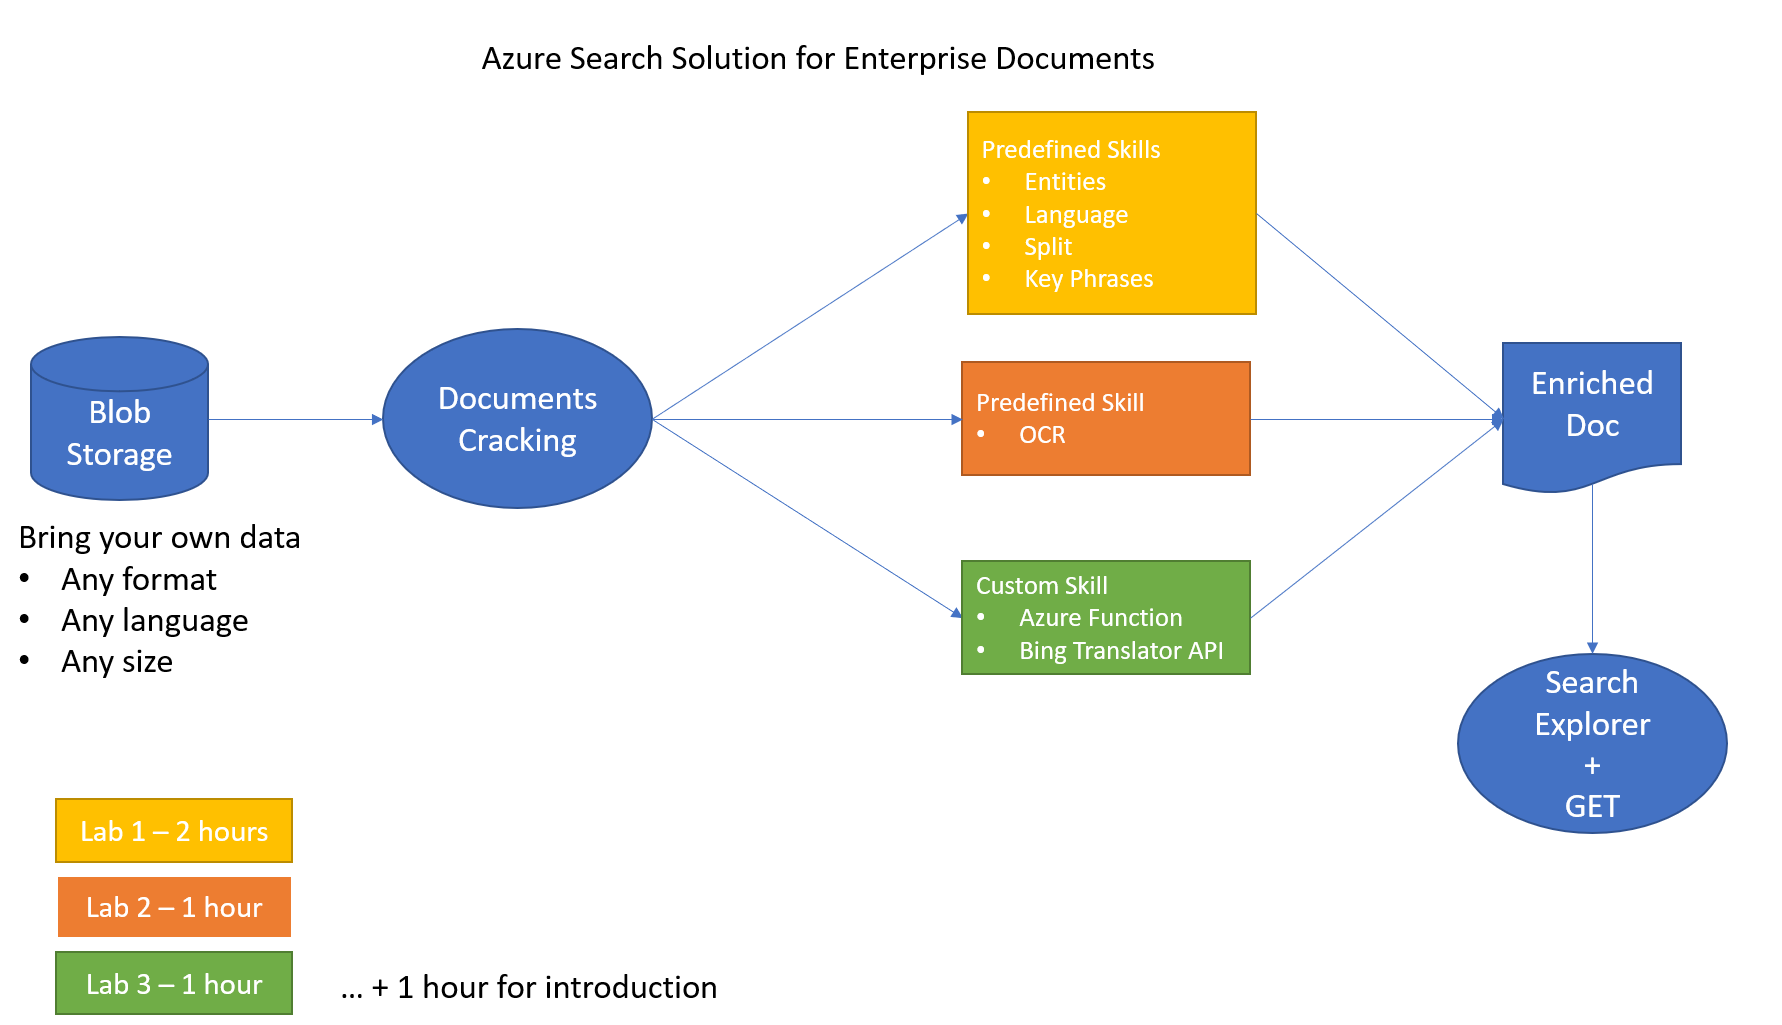 Azure Search Solution for Enterprise Documents
Predefined Skills
• Entities
• Language
• Split
• Key Phrases
Blob
Storage
Documents
Cracking
Predefined Skill
• OCR
Enriched
Doc
Bring your own data
• Any format
• Any language
• Any size
Custom Skill
• Azure Function
• Bing Translator API
Search
Explorer
+
GET
Lab 1 – 2 hours
Lab 2 – 1 hour
Lab 3 – 1 hour
... + 1 hour for introduction